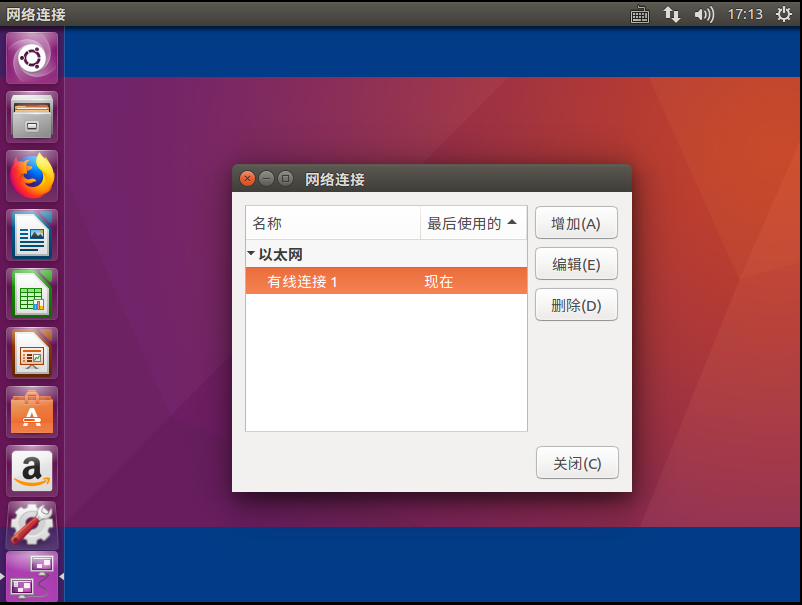 网络连接
17:13
网络连接
名称 最后使用的
增加(A)
以太网
编辑(E)
有线连接 1 现在
删除(D)
关闭(C)